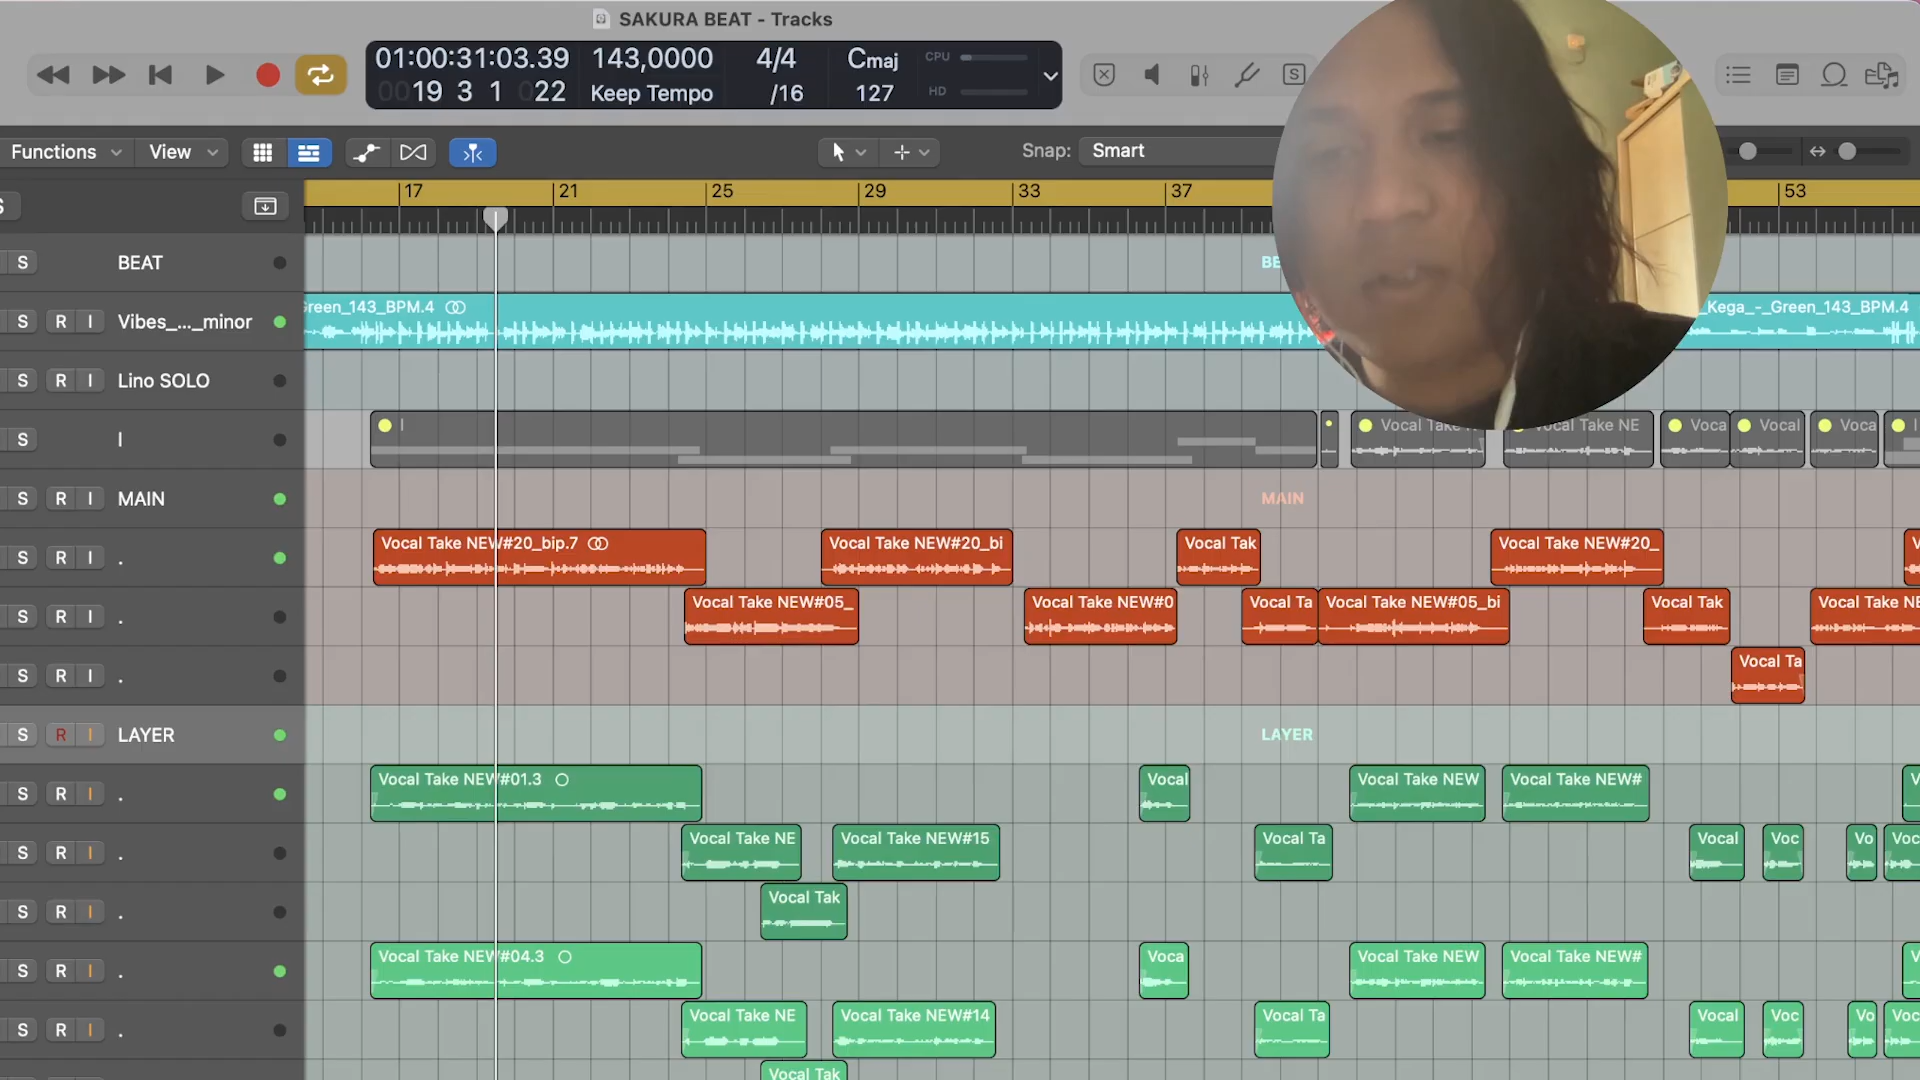 SAKURA BEAT - Tracks
01:00:31:03.39 143,0000 4/4 Cmaj CPU
0019 3 1 022 Keep Tempo /16 127 HD
S
Functions View Snap: Smart
S 17 21 25 29 33 37 53
S BEAT
Green_143_BPM.4 _Kega_-_Green_143_BPM.4
S R I Vibes_..._minor
S R I Lino SOLO
S I I Vocal Take NE Voca Vocal Voca I
S R I MAIN MAIN
Vocal Take NEW#20_bip.7 Vocal Take NEW#20_bi Vocal Tak Vocal Take NEW#20_ V
S R I .
Vocal Take NEW#05_ Vocal Take NEW#0 Vocal Ta Vocal Take NEW#05_bi Vocal Tak Vocal Take NE
S R I .
Vocal Ta
S R I .
S R I LAYER LAYER
Vocal Take NEW#01.3 Vocal Vocal Take NEW Vocal Take NEW# V
S R I .
Vocal Take NE Vocal Take NEW#15 Vocal Ta Vocal Voc Vo Voc
S R I .
Vocal Tak
S R I .
Vocal Take NEW#04.3 Voca Vocal Take NEW Vocal Take NEW# V
S R I .
Vocal Take NE Vocal Take NEW#14 Vocal Ta Vocal Voc Vo Voc
S R I .
Vocal Tak